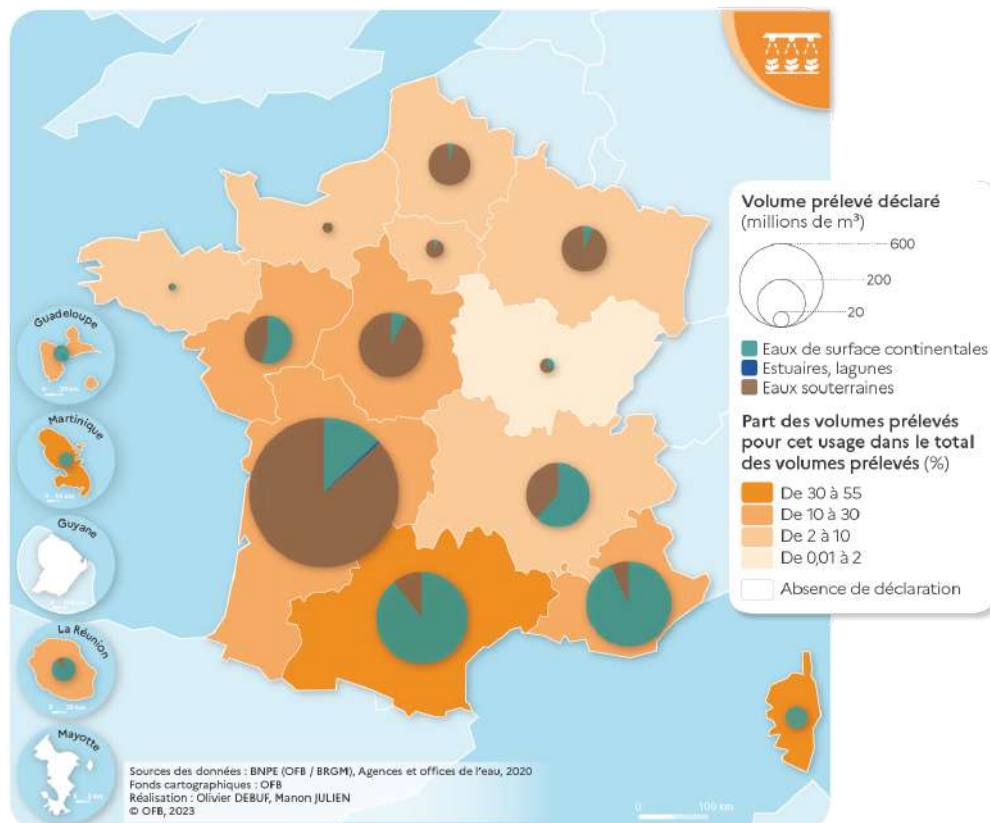 Guadeloupe
Martinique
Guyane
La Réunion
Mayotte
Volume prélevé déclaré
(millions de m³)
600
200
20
Eaux de surface continentales
Estuaires, lagunes
Eaux souterraines
Part des volumes prélevés
pour cet usage dans le total
des volumes prélevés (%)
De 30 à 55
De 10 à 30
De 2 à 10
De 0,01 à 2
Absence de déclaration
Sources des données : BNPE (OFB / BRGM), Agences et offices de l'eau, 2020
Fonds cartographiques : OFB
Réalisation : Olivier DEBUF, Manon JULIEN
© OFB, 2023
0 100 km